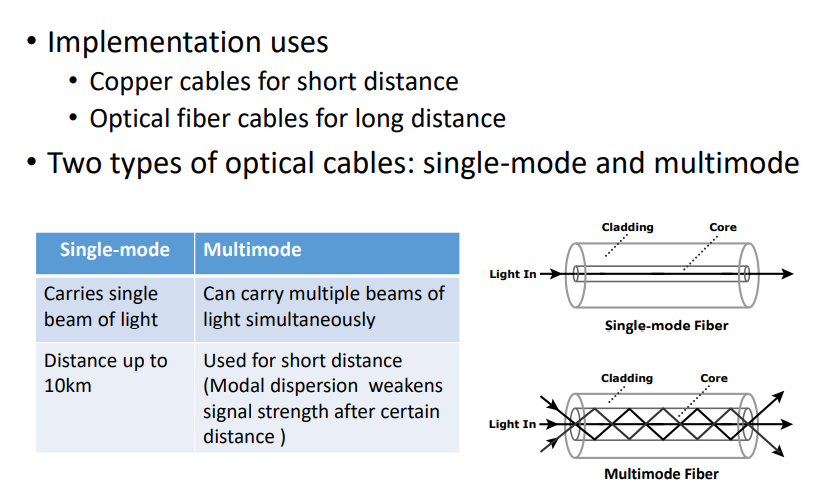 • Implementation uses
• Copper cables for short distance
• Optical fiber cables for long distance
• Two types of optical cables: single-mode and multimode
Single-mode
Multimode
Carries single
beam of light
Can carry multiple beams of
light simultaneously
Distance up to
10km
Used for short distance
(Modal dispersion weakens
signal strength after certain
distance )
Cladding
Core
Light In
Single-mode Fiber
Cladding
Core
Light In
Multimode Fiber